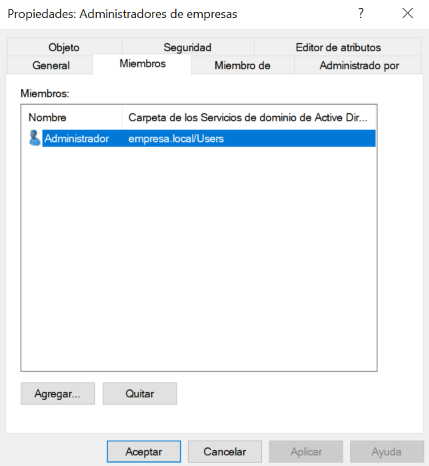 Propiedades: Administradores de empresas
?
Objeto Seguridad Editor de atributos
General Miembros Miembro de Administrado por
Miembros:
Nombre Carpeta de los Servicios de dominio de Active Dir...
Administrador empresa.local/Users
Agregar... Quitar
Aceptar Cancelar Aplicar Ayuda